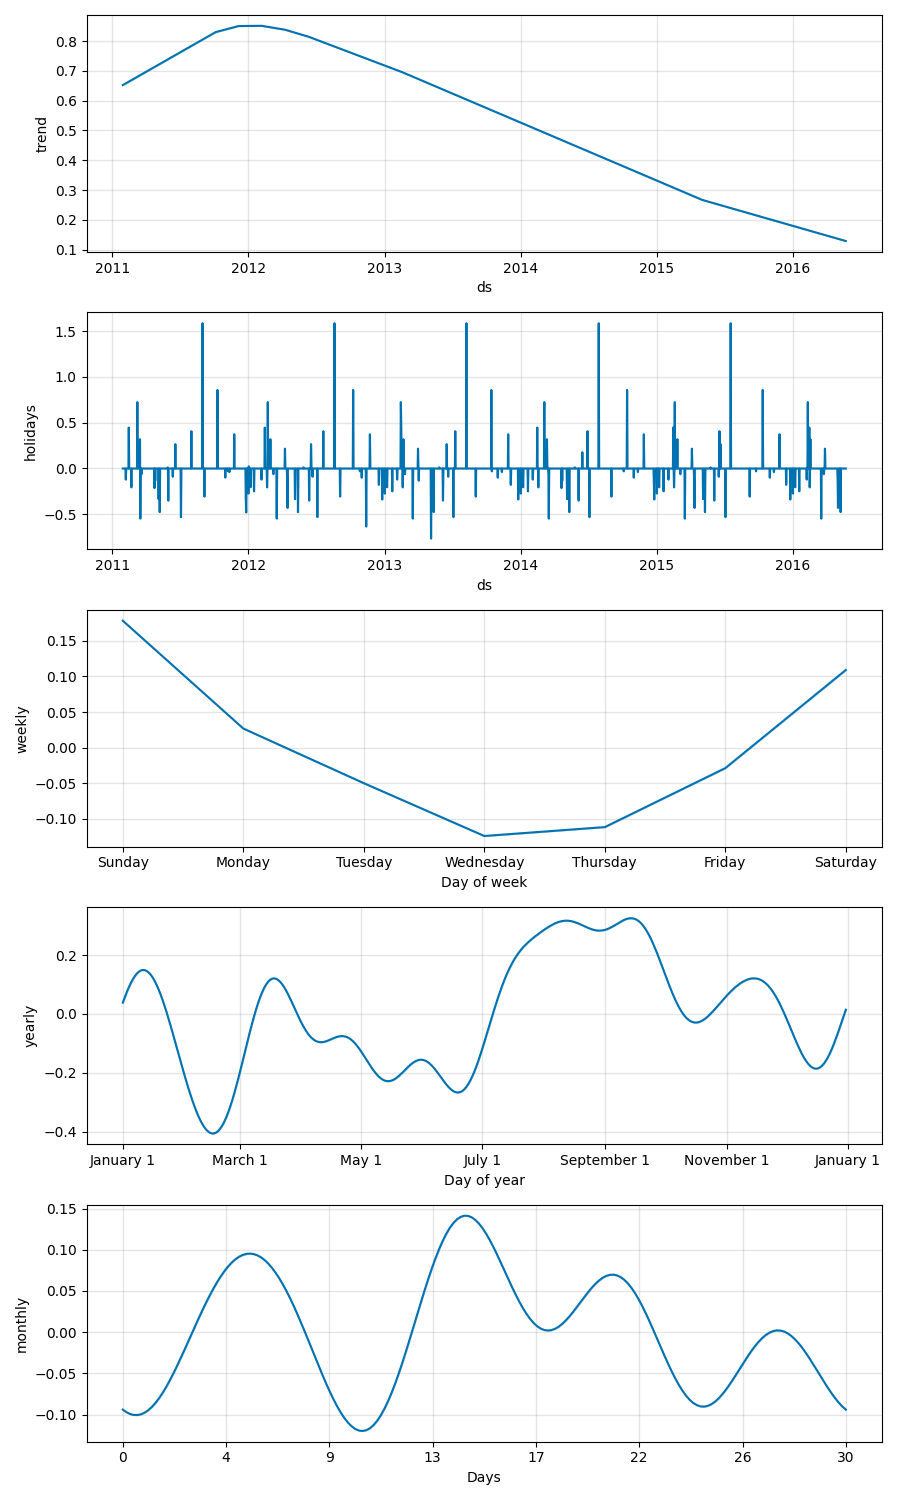 0.8
0.7
0.6
0.5
0.4
0.3
0.2
0.1
trend
2011 2012 2013 2014 2015 2016
ds
1.5
1.0
0.5
0.0
−0.5
holidays
2011 2012 2013 2014 2015 2016
ds
0.15
0.10
0.05
0.00
−0.05
−0.10
weekly
Sunday Monday Tuesday Wednesday Thursday Friday Saturday
Day of week
0.2
0.0
−0.2
−0.4
yearly
January 1 March 1 May 1 July 1 September 1 November 1 January 1
Day of year
0.15
0.10
0.05
0.00
−0.05
−0.10
monthly
0 4 9 13 17 22 26 30
Days